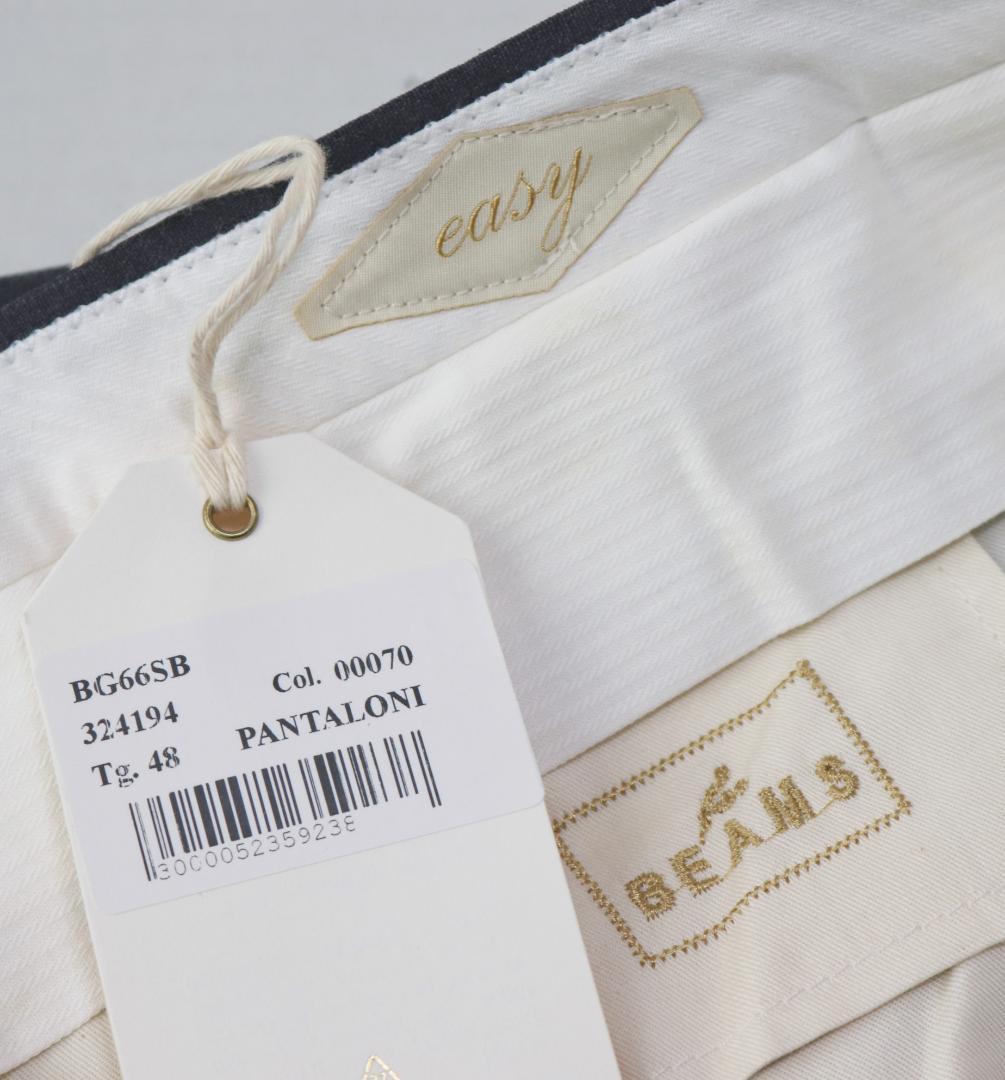 easy
BG66SB
Col. 00070
324194
PANTALONI
Tg. 48
3000052359238
BEAMS